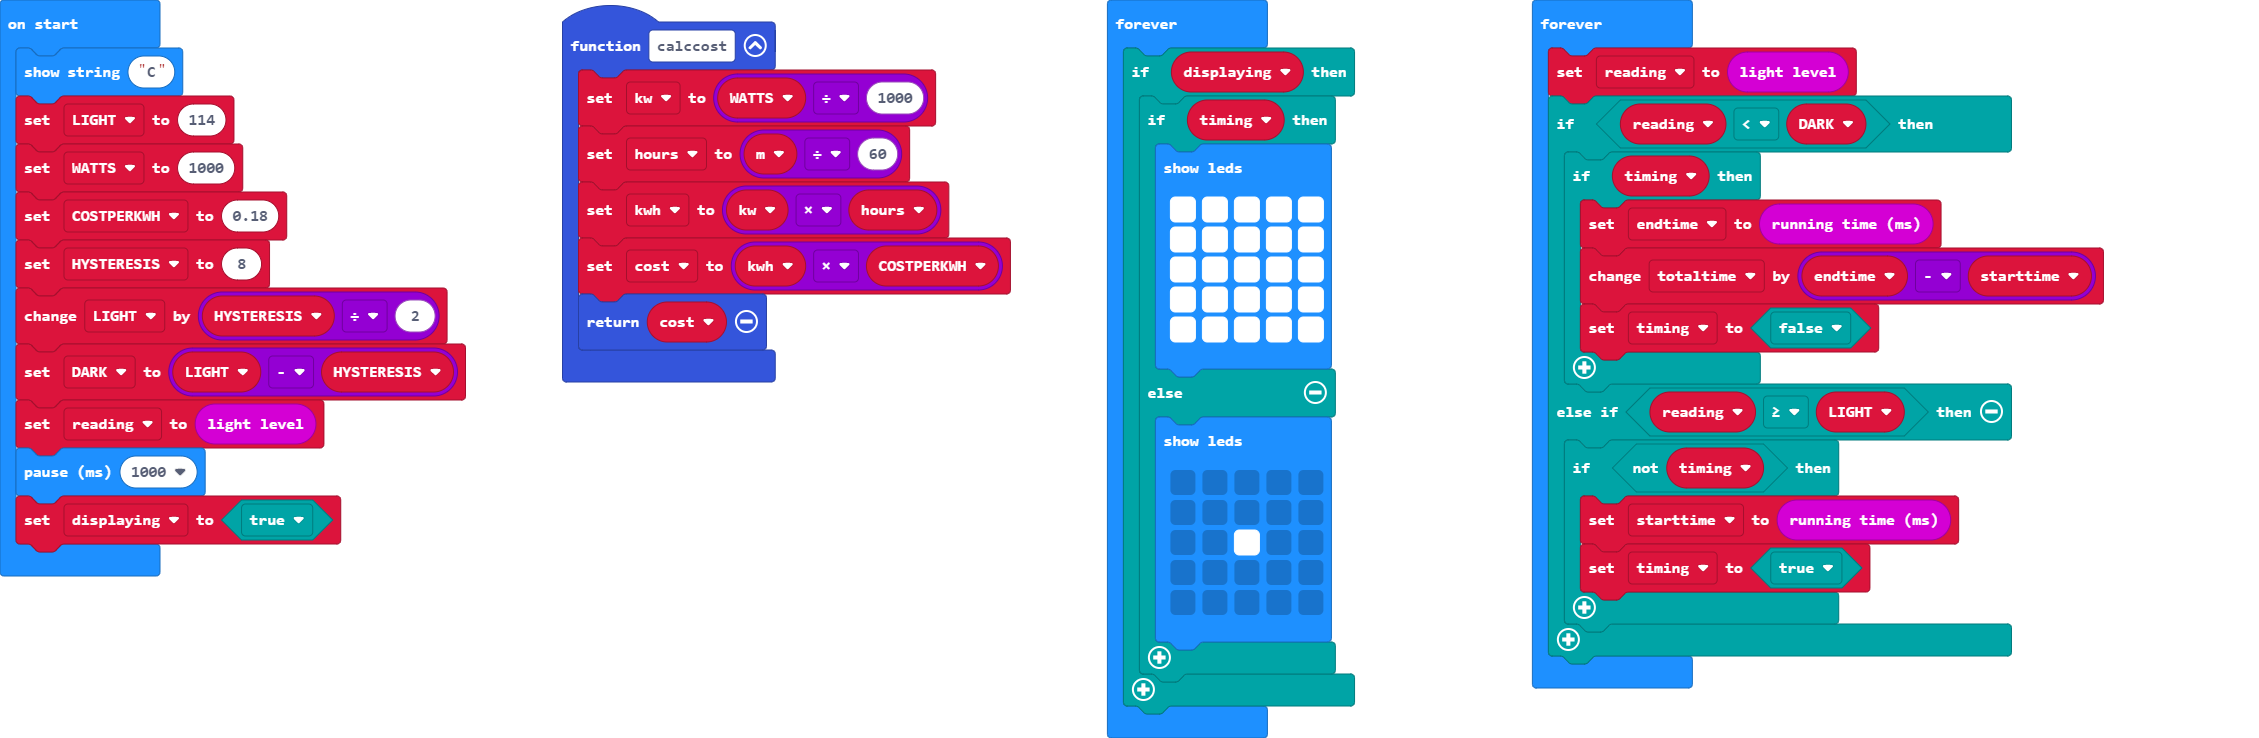 on start
show string "C"
set LIGHT to 114
set WATTS to 1000
set COSTPERKWH to 0.18
set HYSTERESIS to 8
change LIGHT by HYSTERESIS ÷ 2
set DARK to LIGHT - HYSTERESIS
set reading to light level
pause (ms) 1000
set displaying to true
function calccost
set kw to WATTS ÷ 1000
set hours to m ÷ 60
set kwh to kw × hours
set cost to kwh × COSTPERKWH
return cost
forever
if displaying then
if timing then
show leds
else
show leds
forever
set reading to light level
if reading < DARK then
if timing then
set endtime to running time (ms)
change totaltime by endtime - starttime
set timing to false
else if reading ≥ LIGHT then
if not timing then
set starttime to running time (ms)
set timing to true